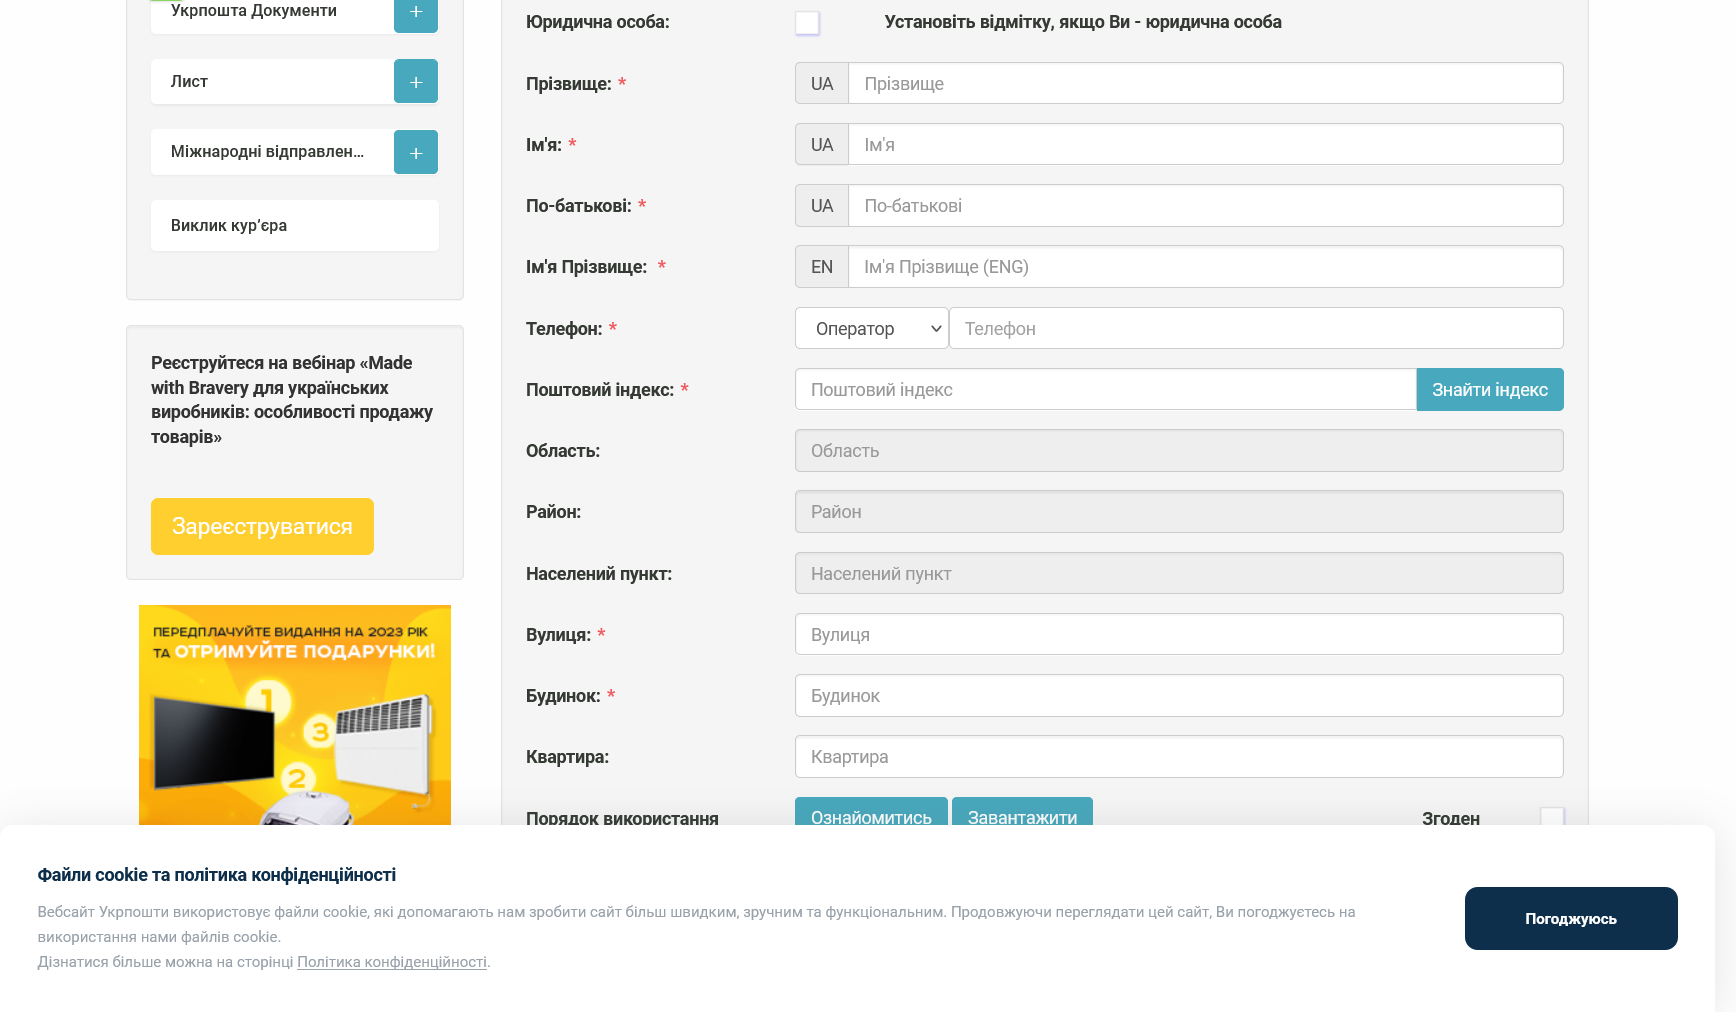 Укрпошта Документи
Лист
Міжнародні відправлен...
Виклик кур’єра
Реєструйтеся на вебінар «Made
with Bravery для українських
виробників: особливості продажу
товарів»
Зареєструватися
ПЕРЕДПЛАЧУЙТЕ ВИДАННЯ НА 2023 РІК
ТА ОТРИМУЙТЕ ПОДАРУНКИ!
1
3
2
Юридична особа: Установіть відмітку, якщо Ви - юридична особа
Прізвище: * UA Прізвище
Ім'я: * UA Ім'я
По-батькові: * UA По-батькові
Ім'я Прізвище: * EN Ім'я Прізвище (ENG)
Телефон: * Оператор Телефон
Поштовий індекс: * Поштовий індекс Знайти індекс
Область: Область
Район: Район
Населений пункт: Населений пункт
Вулиця: * Вулиця
Будинок: * Будинок
Квартира: Квартира
Порядок використання Ознайомитись Завантажити Згоден
Файли cookie та політика конфіденційності
Вебсайт Укрпошти використовує файли cookie, які допомагають нам зробити сайт більш швидким, зручним та функціональним. Продовжуючи переглядати цей сайт, Ви погоджуєтесь на
використання нами файлів cookie.
Дізнатися більше можна на сторінці Політика конфіденційності.
Погоджуюсь